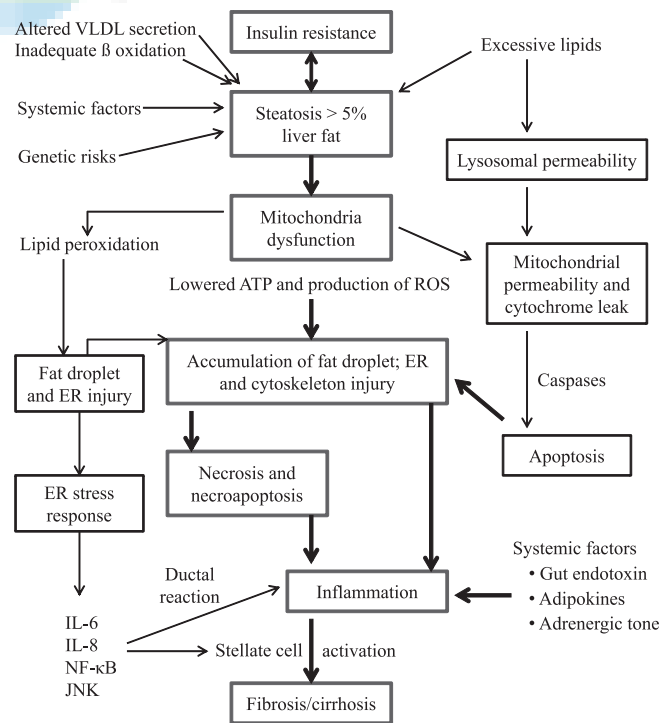 Altered VLDL secretion
Inadequate ß oxidation
Insulin resistance
Excessive lipids
Systemic factors
Steatosis > 5%
liver fat
Genetic risks
Lysosomal permeability
Mitochondria
dysfunction
Lipid peroxidation
Mitochondrial
permeability and
cytochrome leak
Lowered ATP and production of ROS
Fat droplet
and ER injury
Accumulation of fat droplet; ER
and cytoskeleton injury
Caspases
Apoptosis
Necrosis and
necroapoptosis
ER stress
response
Systemic factors
• Gut endotoxin
• Adipokines
• Adrenergic tone
Ductal
reaction
Inflammation
IL-6
IL-8
NF-κB
JNK
Stellate cell activation
Fibrosis/cirrhosis